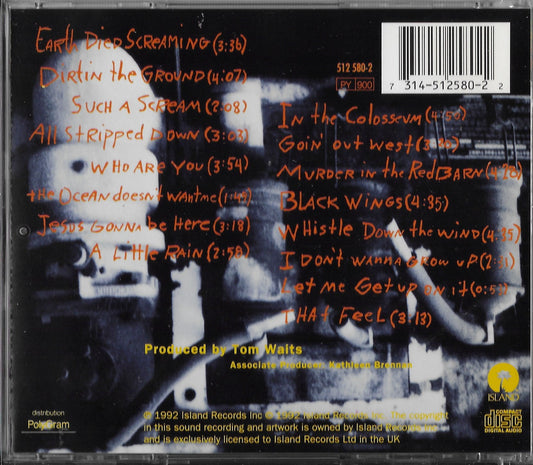 Earth Died Screaming (3:36)
Dirt in the Ground (4:07)
Such a Scream (2:08)
All Stripped Down (3:03)
Who Are You (3:54)
the Ocean doesn't want me (1:49)
Jesus Gonna be Here (3:18)
A Little Rain (2:58)
512 580-2
PY 900
7 314-512580-2 2
In the Colosseum (4:50)
Goin' Out West (3:
Murder in the Red Barn (4:
Black Wings (4:35)
Whistle Down the Wind (4:35)
I Don't Wanna Grow Up (2:31)
Let Me Get up on it (0:5
That Feel (3:13)
Produced by Tom Waits
Associate Producer Kathleen Brennan
ISLAND
distribution
PolyGram
℗ 1992 Island Records Inc © 1992 Island Records Inc The copyright
in this sound recording and artwork is owned by Island Records Inc
and is exclusively licensed to Island Records Ltd in the UK
COMPACT
disc
DIGITAL AUDIO